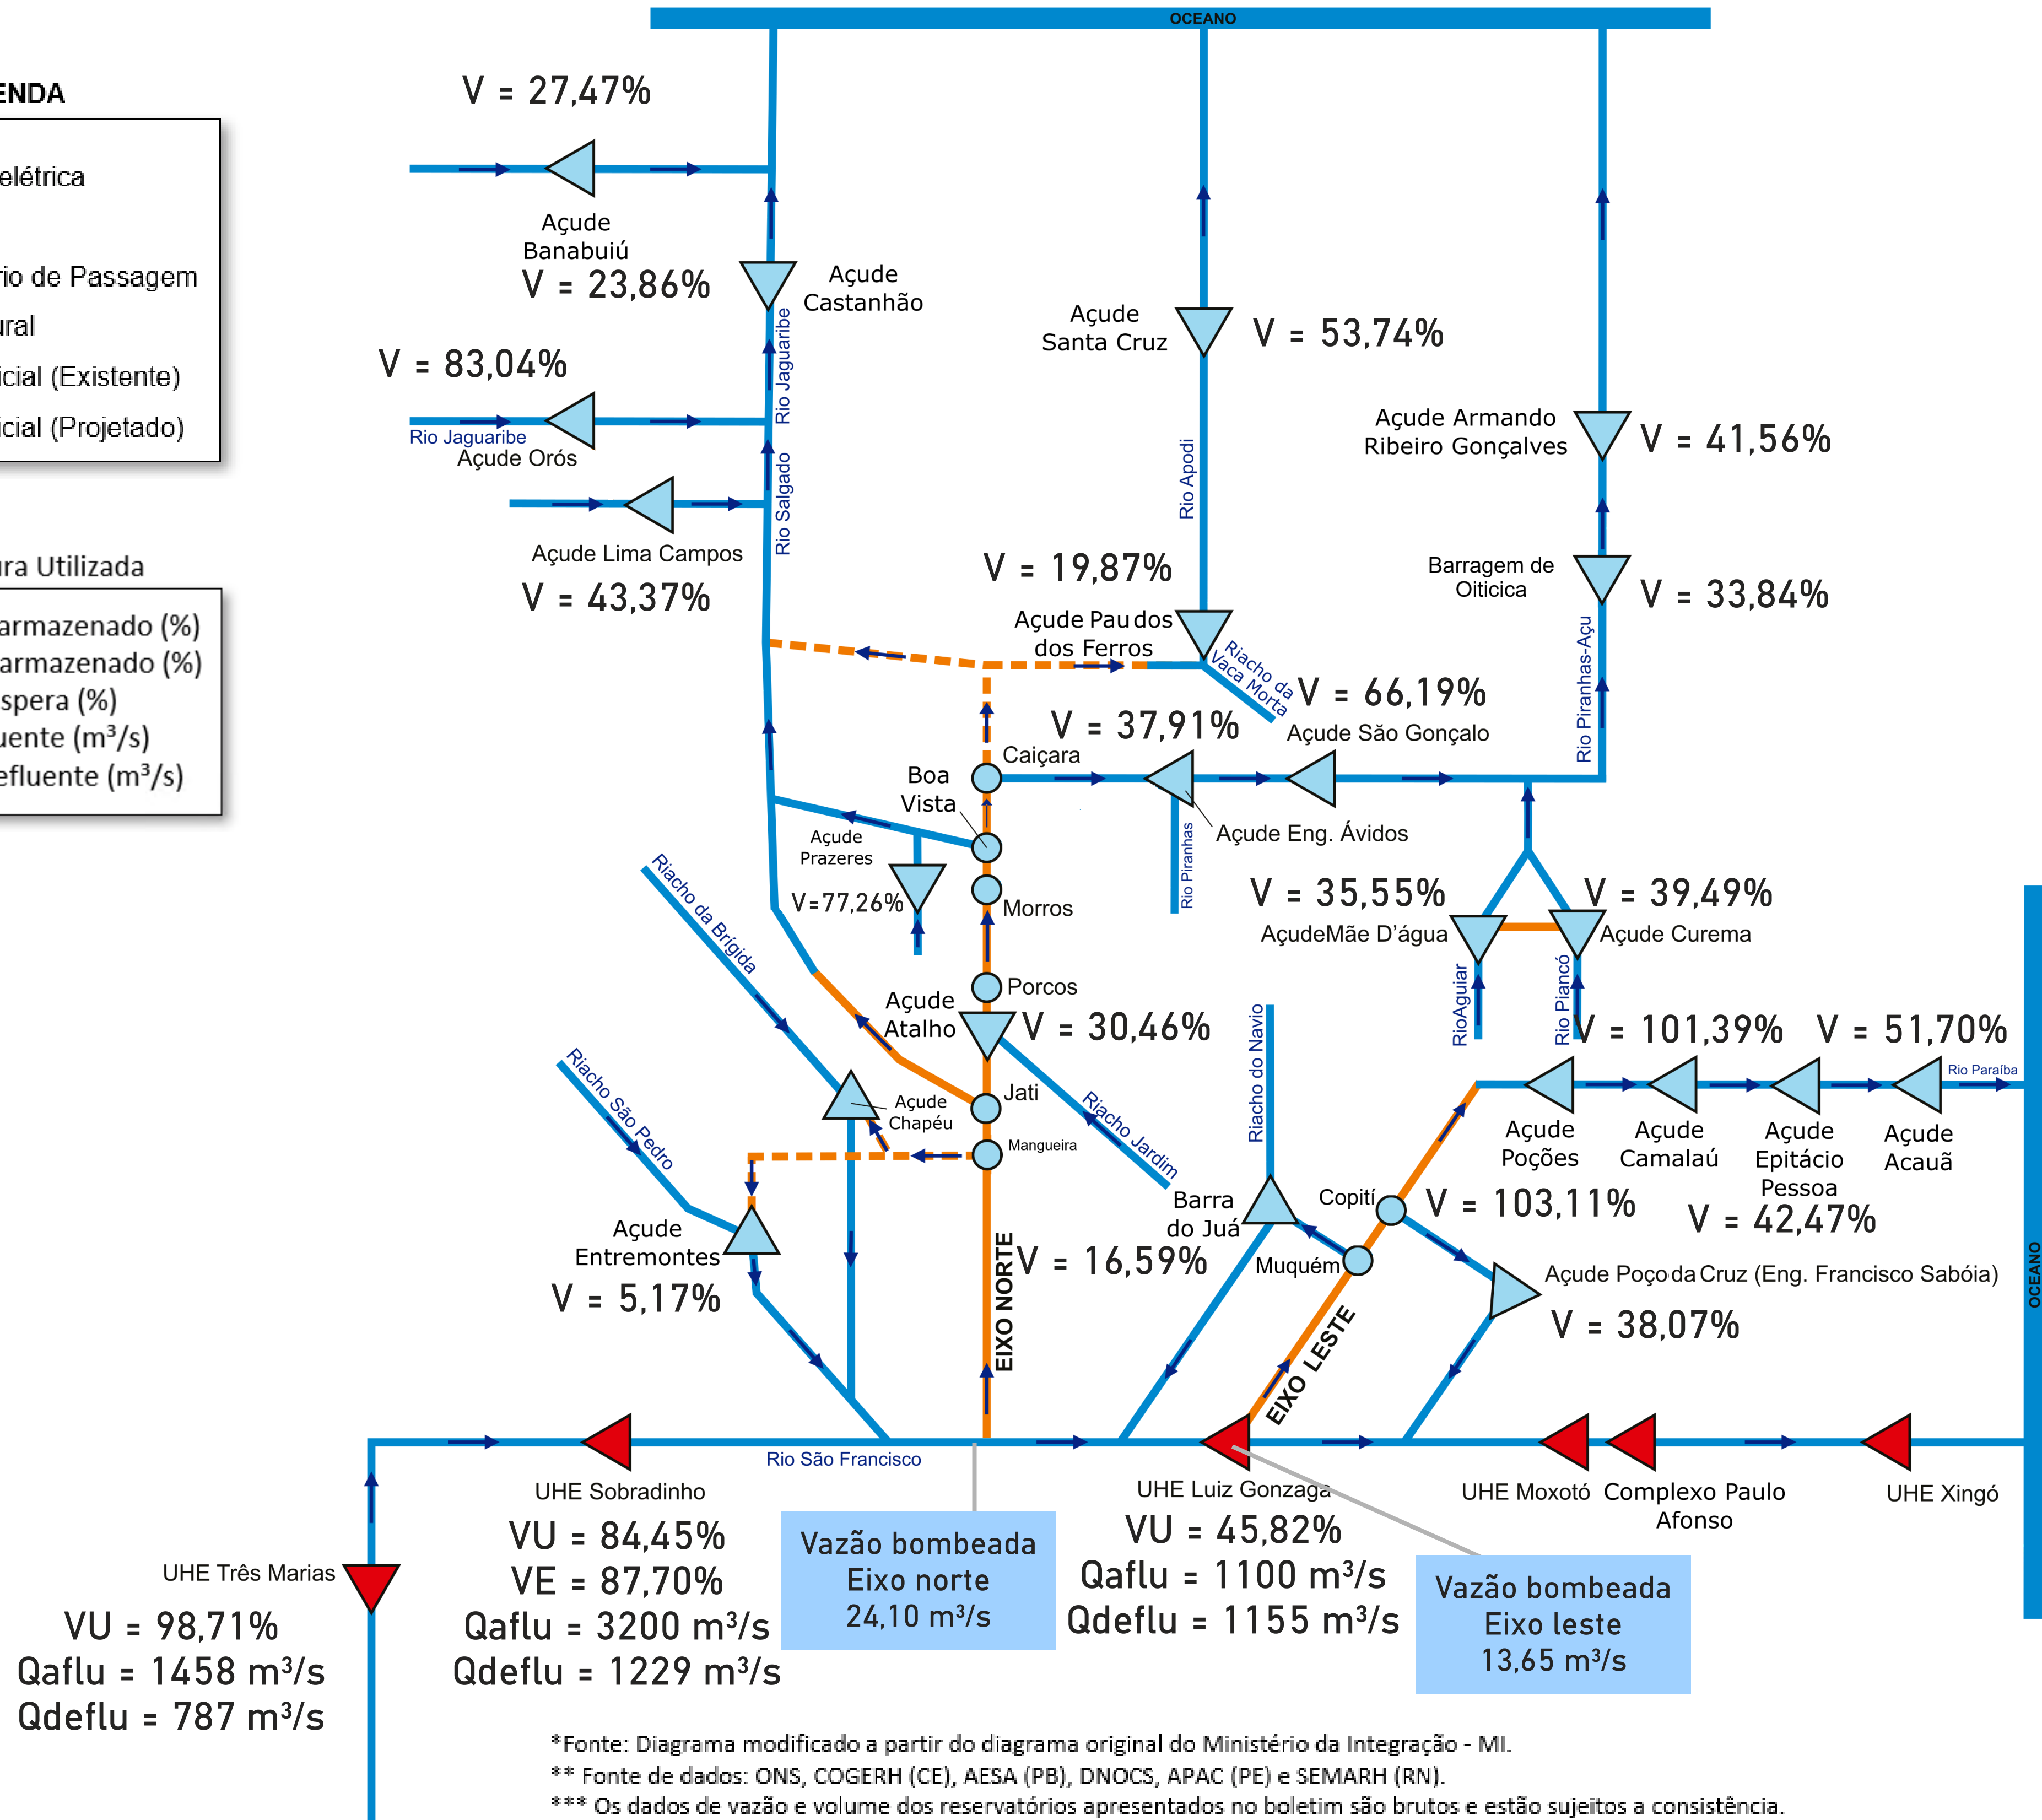 OCEANO
ENDA
elétrica
rio de Passagem
ural
icial (Existente)
icial (Projetado)
ura Utilizada
armazenado (%)
armazenado (%)
spera (%)
uente (m³/s)
efluente (m³/s)
V = 27,47%
Açude
Banabuiú
V = 23,86%
Açude
Castanhão
Rio Jaguaribe
V = 83,04%
Rio Jaguaribe
Açude Orós
Rio Salgado
Açude Lima Campos
V = 43,37%
Açude
Santa Cruz
V = 53,74%
Rio Apodi
Açude Armando
Ribeiro Gonçalves
V = 41,56%
V = 19,87%
Açude Pau dos
dos Ferros
Riacho da
Vaca Morta
Barragem de
Oiticica
V = 33,84%
Rio Piranhas-Açu
V = 66,19%
Açude São Gonçalo
V = 37,91%
Caiçara
Boa
Vista
Açude Eng. Ávidos
Rio Piranhas
Açude
Prazeres
V= 77,26%
Morros
Riacho da Brígida
V = 35,55%
AçudeMãe D'água
V = 39,49%
Açude Curema
RioAguiar
Rio Piancó
Porcos
Açude
Atalho
V = 30,46%
Riacho do Navio
V = 101,39%
V = 51,70%
Rio Paraíba
Riacho São Pedro
Jati
Açude
Chapéu
Riacho Jardim
Mangueira
Açude
Poções
Açude
Camalaú
Açude
Epitácio
Pessoa
Açude
Acauã
V = 103,11%
V = 42,47%
Barra
do Juá
Copití
Muquém
V = 16,59%
Açude
Entremontes
V = 5,17%
EIXO NORTE
EIXO LESTE
Açude Poço da Cruz (Eng. Francisco Sabóia)
V = 38,07%
OCEANO
Rio São Francisco
UHE Sobradinho
VU = 84,45%
VE = 87,70%
Qaflu = 3200 m³/s
Qdeflu = 1229 m³/s
Vazão bombeada
Eixo norte
24,10 m³/s
UHE Luiz Gonzaga
VU = 45,82%
Qaflu = 1100 m³/s
Qdeflu = 1155 m³/s
Vazão bombeada
Eixo leste
13,65 m³/s
UHE Moxotó
Complexo Paulo
Afonso
UHE Xingó
UHE Três Marias
VU = 98,71%
Qaflu = 1458 m³/s
Qdeflu = 787 m³/s
*Fonte: Diagrama modificado a partir do diagrama original do Ministério da Integração - MI.
** Fonte de dados: ONS, COGERH (CE), AESA (PB), DNOCS, APAC (PE) e SEMARH (RN).
*** Os dados de vazão e volume dos reservatórios apresentados no boletim são brutos e estão sujeitos a consistência.